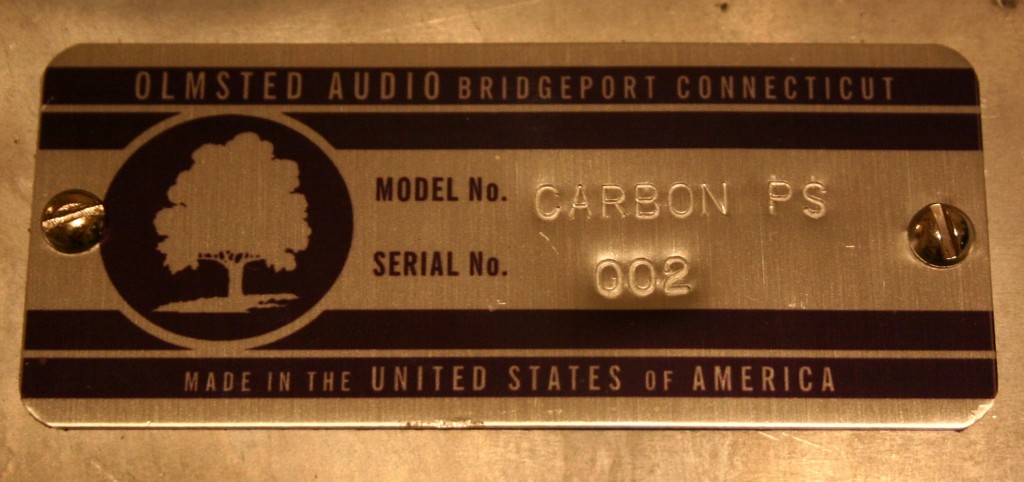 OLMSTED AUDIO BRIDGEPORT CONNECTICUT
MODEL No. CARBON PS
SERIAL No. 002
MADE IN THE UNITED STATES OF AMERICA